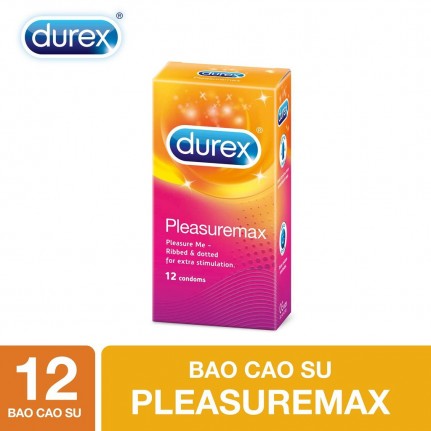 durex
durex
Pleasuremax
Pleasure Me –
Ribbed & dotted
for extra stimulation.
12 condoms
12
BAO CAO SU
BAO CAO SU
PLEASUREMAX